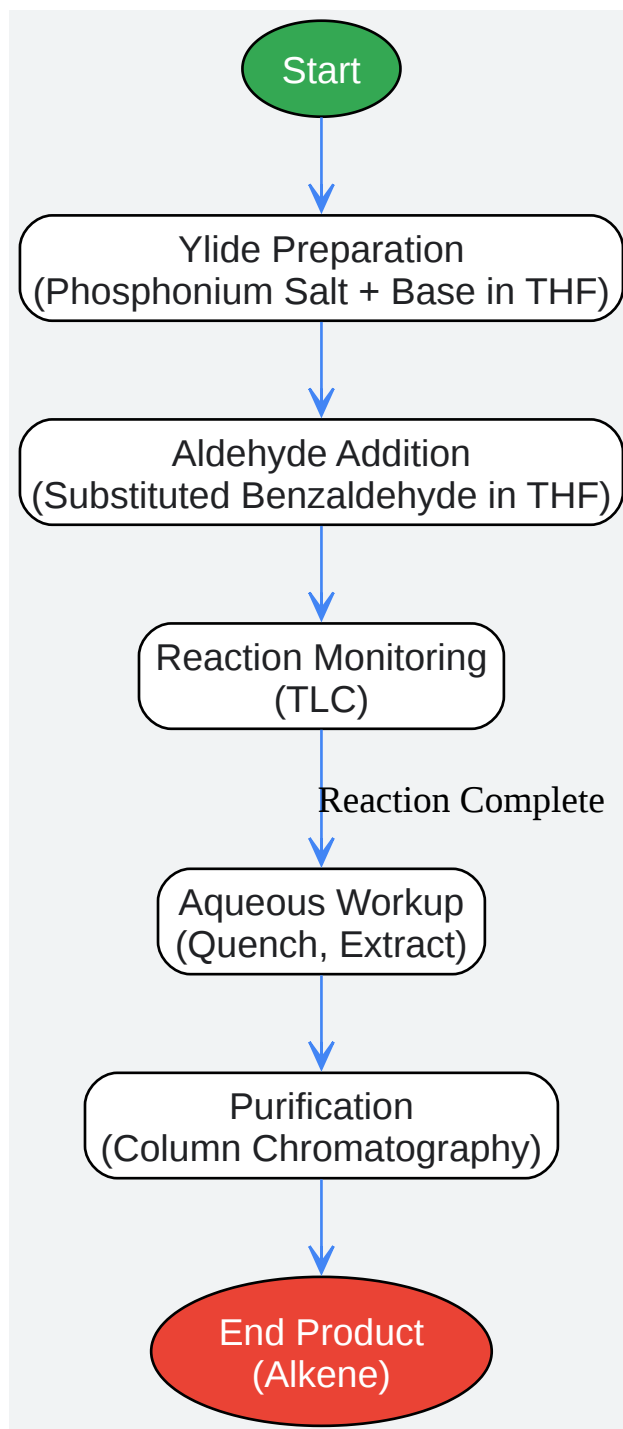 Start
Ylide Preparation
(Phosphonium Salt + Base in THF)
Aldehyde Addition
(Substituted Benzaldehyde in THF)
Reaction Monitoring
(TLC)
Reaction Complete
Aqueous Workup
(Quench, Extract)
Purification
(Column Chromatography)
End Product
(Alkene)